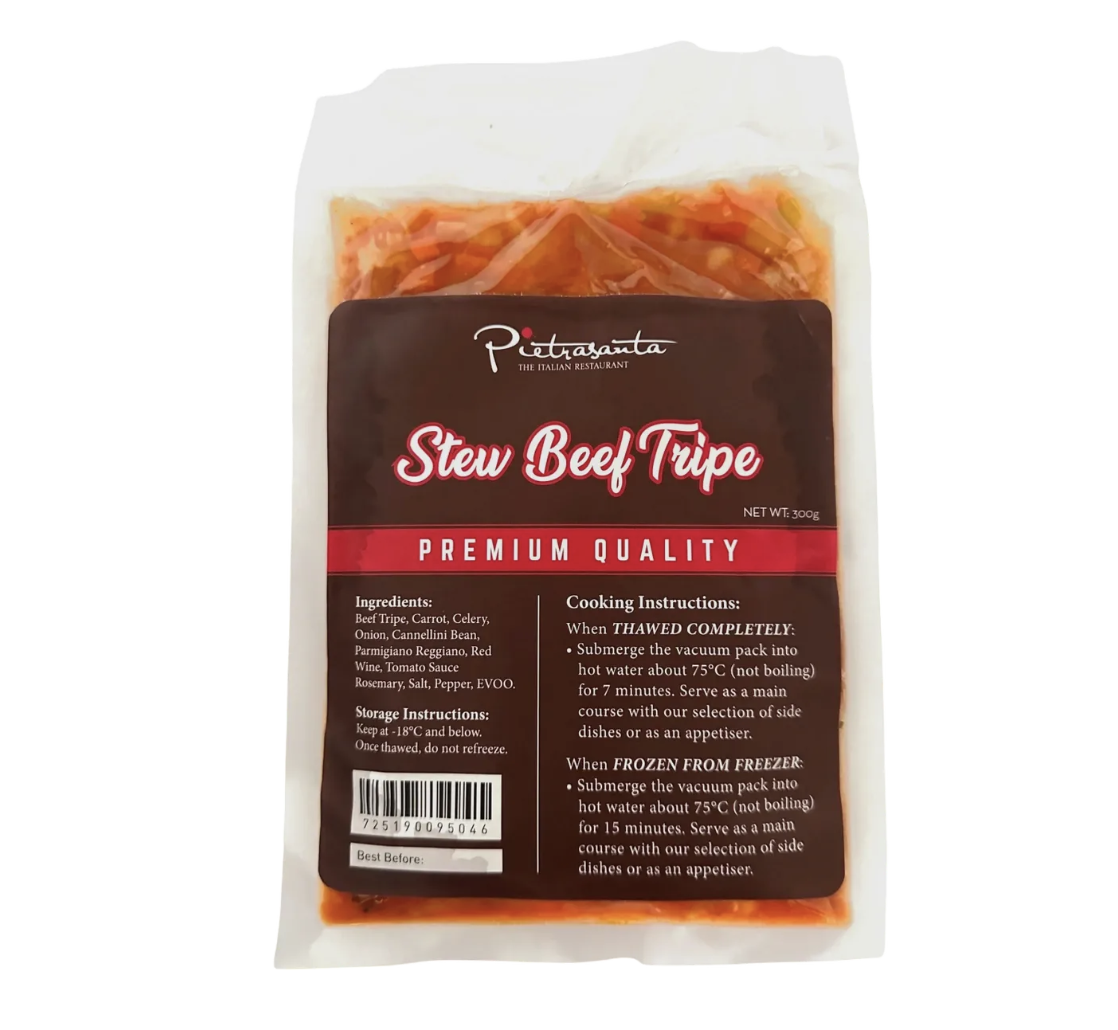 Pietrasanta
THE ITALIAN RESTAURANT
Stew Beef Tripe
NET WT: 300g
PREMIUM QUALITY
Ingredients:
Beef Tripe, Carrot, Celery,
Onion, Cannellini Bean,
Parmigiano Reggiano, Red
Wine, Tomato Sauce
Rosemary, Salt, Pepper, EVOO.
Storage Instructions:
Keep at -18°C and below.
Once thawed, do not refreeze.
725190095046
Best Before:
Cooking Instructions:
When THAWED COMPLETELY:
• Submerge the vacuum pack into
hot water about 75°C (not boiling)
for 7 minutes. Serve as a main
course with our selection of side
dishes or as an appetiser.
When FROZEN FROM FREEZER:
• Submerge the vacuum pack into
hot water about 75°C (not boiling)
for 15 minutes. Serve as a main
course with our selection of side
dishes or as an appetiser.